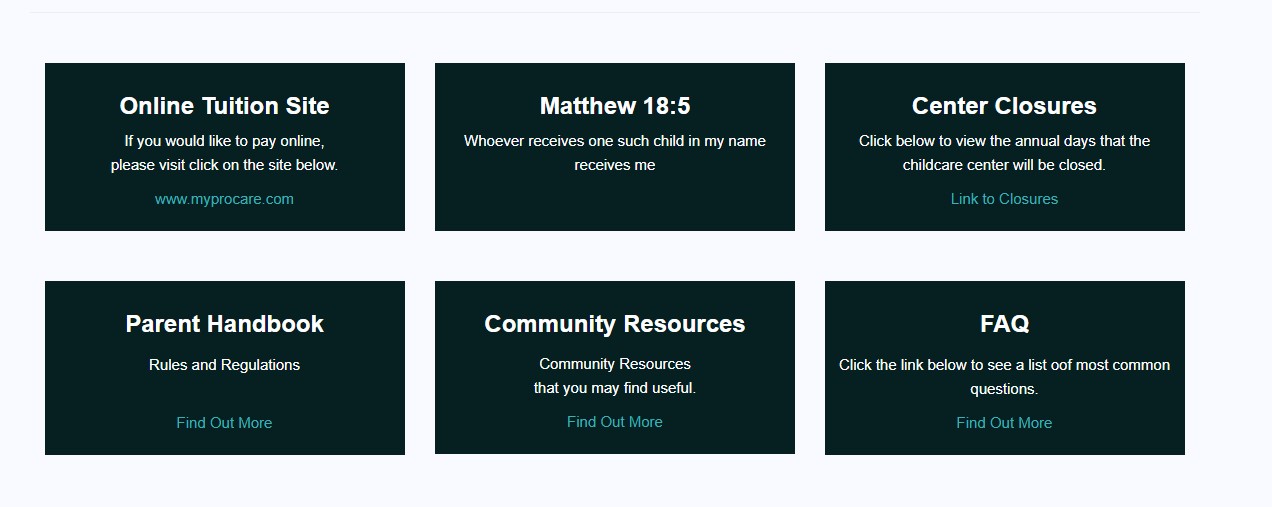 Online Tuition Site
If you would like to pay online,
please visit click on the site below.
www.myprocare.com
Matthew 18:5
Whoever receives one such child in my name
receives me
Center Closures
Click below to view the annual days that the
childcare center will be closed.
Link to Closures
Parent Handbook
Rules and Regulations
Find Out More
Community Resources
Community Resources
that you may find useful.
Find Out More
FAQ
Click the link below to see a list oof most common
questions.
Find Out More